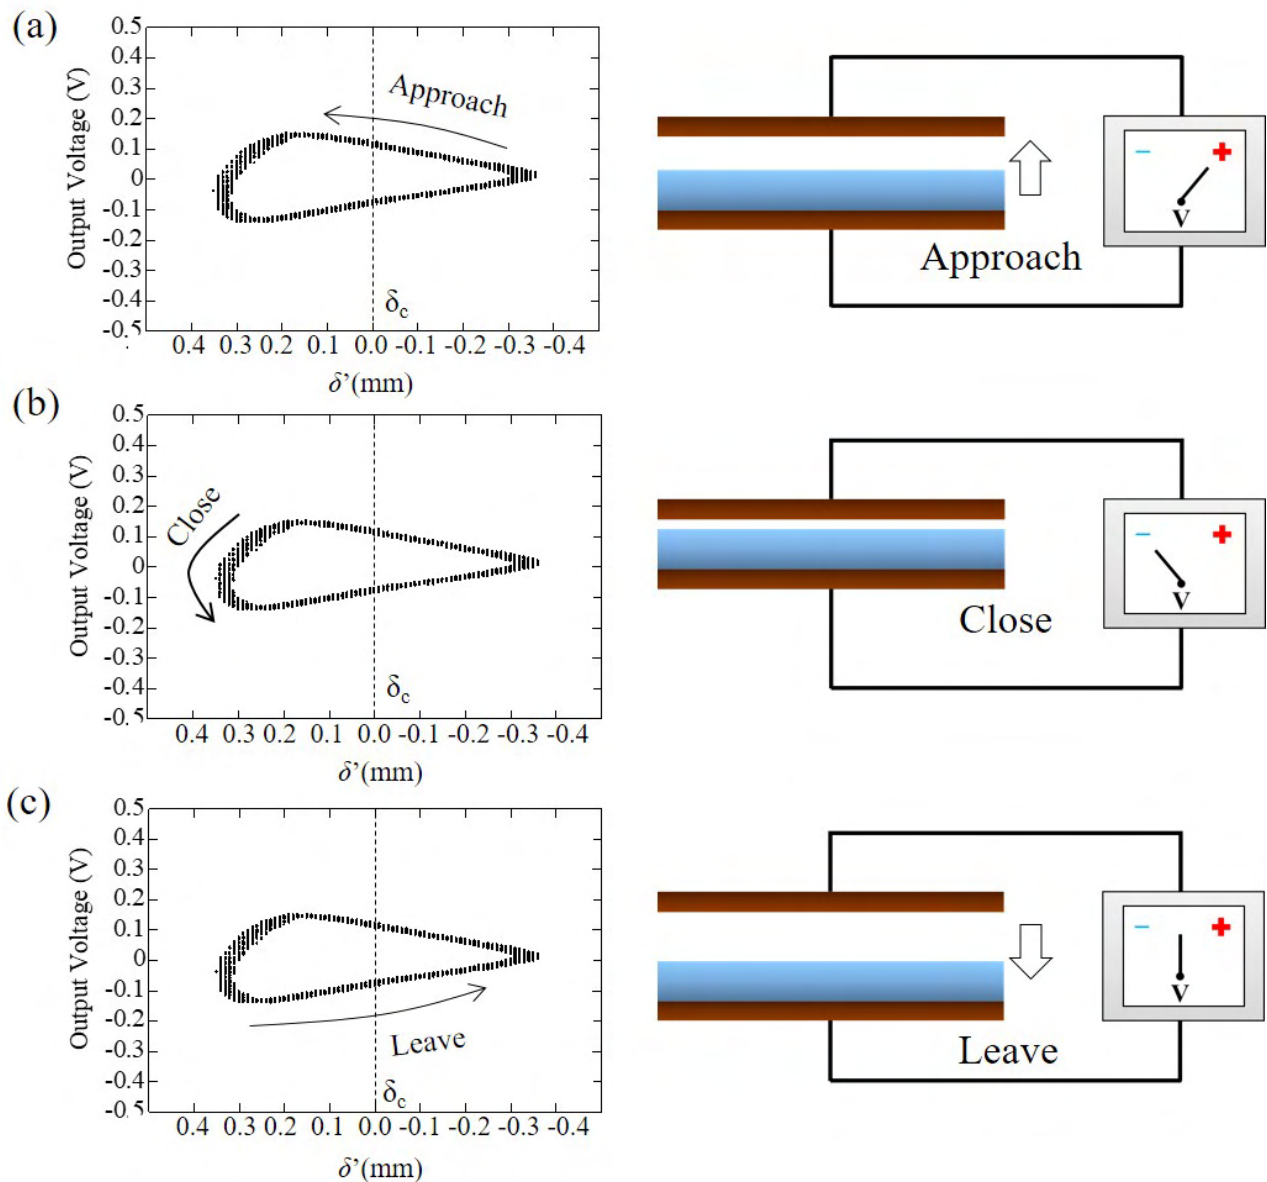 (a)
Output Voltage (V)
0.5
0.4
0.3
0.2
0.1
0
-0.1
-0.2
-0.3
-0.4
-0.5
Approach
δc
0.4 0.3 0.2 0.1 0.0 -0.1 -0.2 -0.3 -0.4
δ’(mm)
− +
V
Approach
(b)
Output Voltage (V)
0.5
0.4
0.3
0.2
0.1
0
-0.1
-0.2
-0.3
-0.4
-0.5
Close
δc
0.4 0.3 0.2 0.1 0.0 -0.1 -0.2 -0.3 -0.4
δ’(mm)
− +
V
Close
(c)
Output Voltage (V)
0.5
0.4
0.3
0.2
0.1
0
-0.1
-0.2
-0.3
-0.4
-0.5
Leave
δc
0.4 0.3 0.2 0.1 0.0 -0.1 -0.2 -0.3 -0.4
δ’(mm)
− +
V
Leave